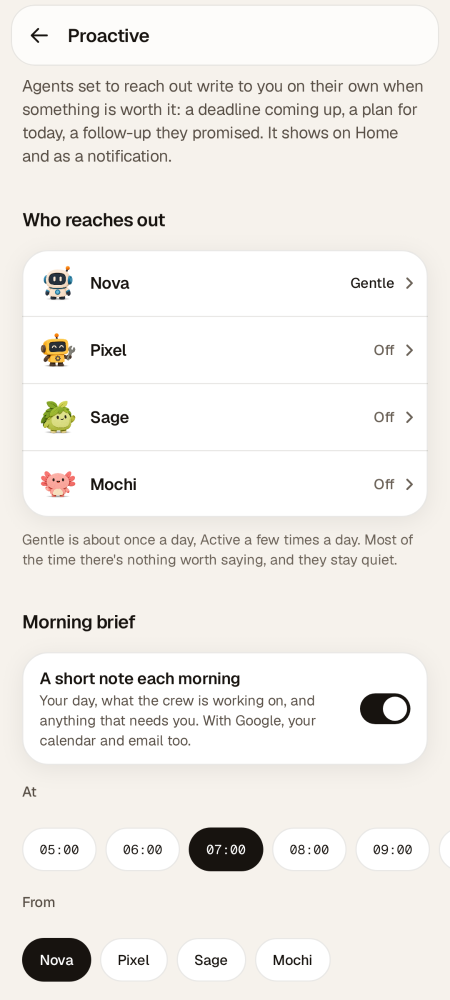 Proactive
Agents set to reach out write to you on their own when
something is worth it: a deadline coming up, a plan for
today, a follow-up they promised. It shows on Home
and as a notification.
Who reaches out
Nova Gentle
Pixel Off
Sage Off
Mochi Off
Gentle is about once a day, Active a few times a day. Most of
the time there's nothing worth saying, and they stay quiet.
Morning brief
A short note each morning
Your day, what the crew is working on, and
anything that needs you. With Google, your
calendar and email too.
At
05:00 06:00 07:00 08:00 09:00
From
Nova Pixel Sage Mochi